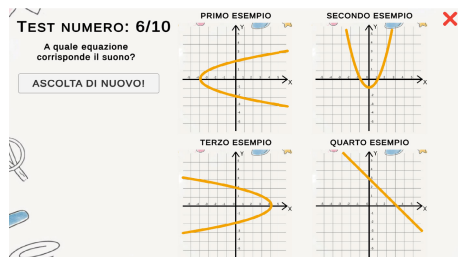 TEST NUMERO: 6/10
A quale equazione
corrisponde il suono?
ASCOLTA DI NUOVO!
PRIMO ESEMPIO
Y
X
SECONDO ESEMPIO
Y
X
TERZO ESEMPIO
Y
X
QUARTO ESEMPIO
Y
X